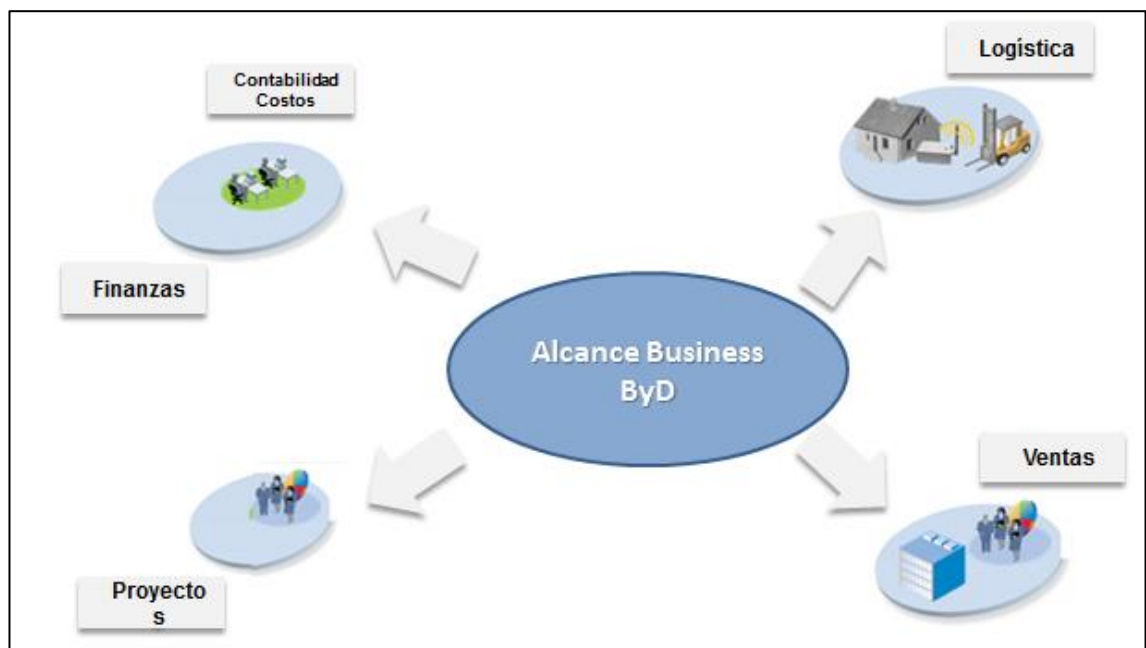 Contabilidad
Costos
Finanzas
Logística
Alcance Business
ByD
Proyecto
s
Ventas